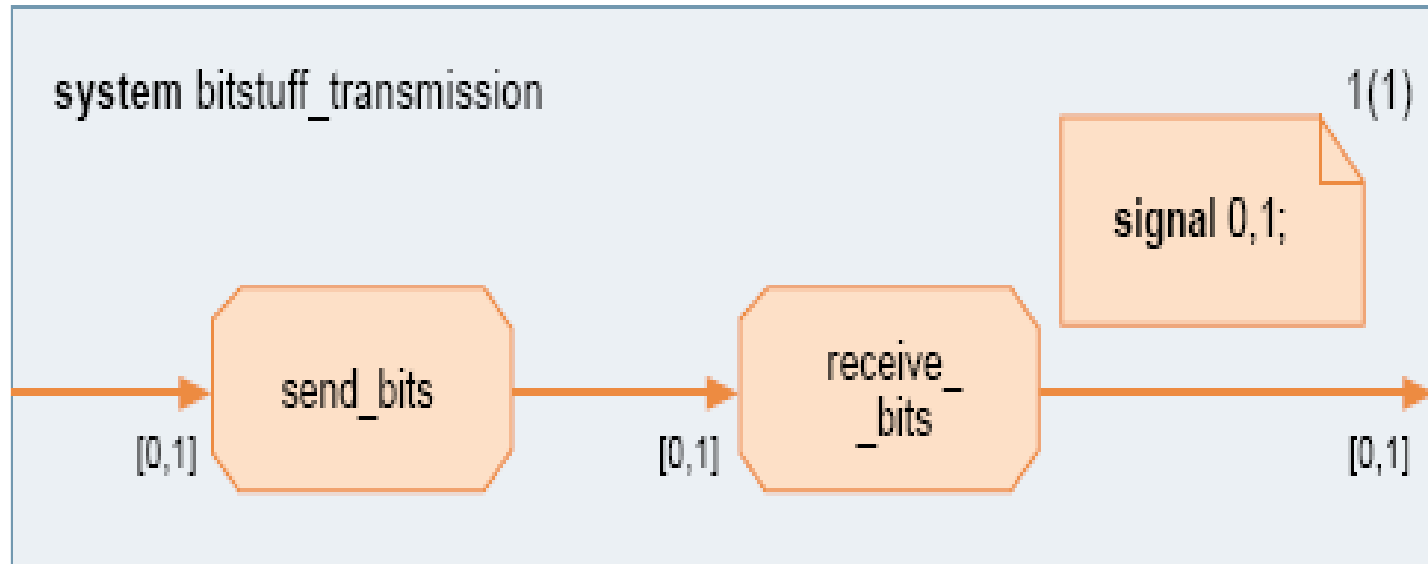 system bitstuff_transmission
1(1)
signal 0,1;
send_bits
receive_
_bits
[0,1]
[0,1]
[0,1]